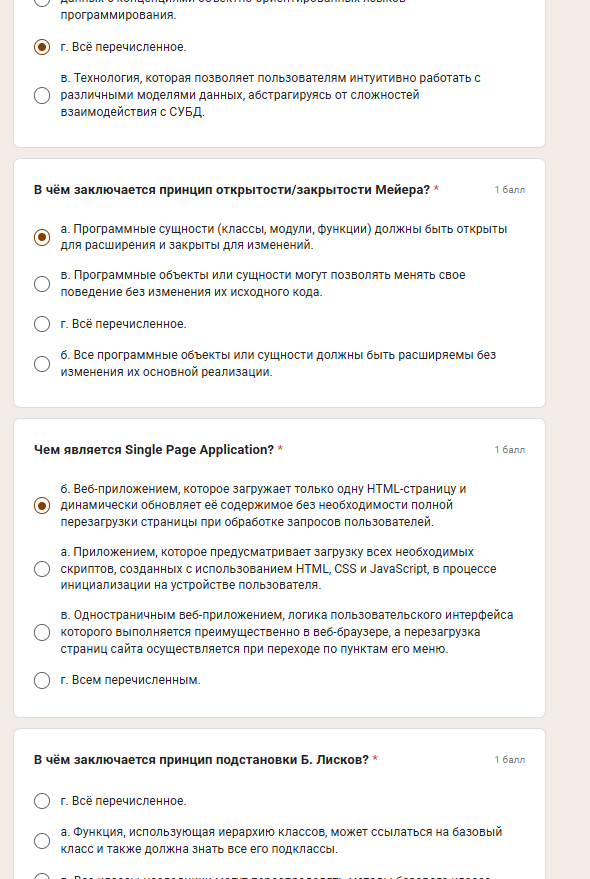 данных с концепциями объектно-ориентированных языков
программирования.
г. Всё перечисленное.
в. Технология, которая позволяет пользователям интуитивно работать с
различными моделями данных, абстрагируясь от сложностей
взаимодействия с СУБД.
В чём заключается принцип открытости/закрытости Мейера? *
1 балл
а. Программные сущности (классы, модули, функции) должны быть открыты
для расширения и закрыты для изменений.
в. Программные объекты или сущности могут позволять менять свое
поведение без изменения их исходного кода.
г. Всё перечисленное.
б. Все программные объекты или сущности должны быть расширяемы без
изменения их основной реализации.
Чем является Single Page Application? *
1 балл
б. Веб-приложением, которое загружает только одну HTML-страницу и
динамически обновляет её содержимое без необходимости полной
перезагрузки страницы при обработке запросов пользователей.
а. Приложением, которое предусматривает загрузку всех необходимых
скриптов, созданных с использованием HTML, CSS и JavaScript, в процессе
инициализации на устройстве пользователя.
в. Одностраничным веб-приложением, логика пользовательского интерфейса
которого выполняется преимущественно в веб-браузере, а перезагрузка
страниц сайта осуществляется при переходе по пунктам его меню.
г. Всем перечисленным.
В чём заключается принцип подстановки Б. Лисков? *
1 балл
г. Всё перечисленное.
а. Функция, использующая иерархию классов, может ссылаться на базовый
класс и также должна знать все его подклассы.